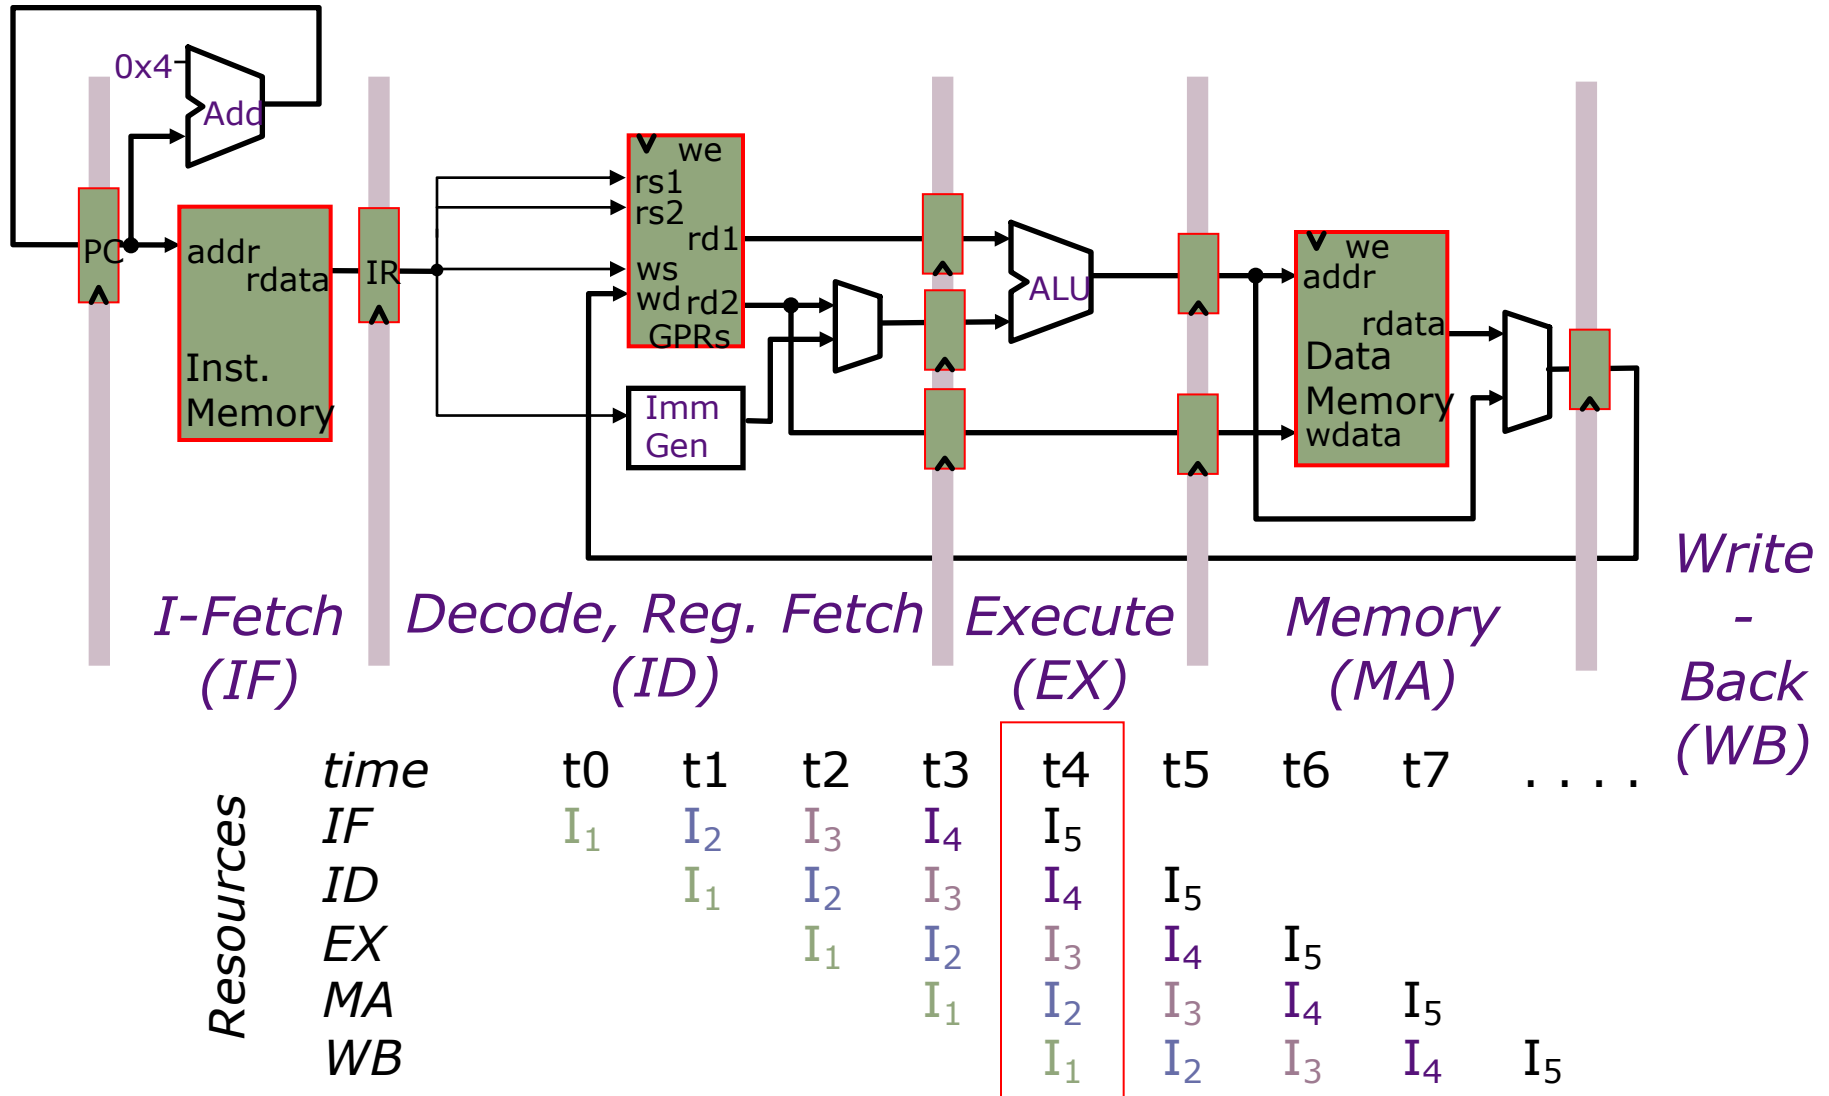 0x4
Add
PC
addr
rdata
Inst.
Memory
IR
we
rs1
rs2
rd1
ws
wd rd2
GPRs
Imm
Gen
ALU
we
addr
rdata
Data
Memory
wdata
I-Fetch
(IF)
Decode, Reg. Fetch
(ID)
Execute
(EX)
Memory
(MA)
Write
-
Back
(WB)
time t0 t1 t2 t3 t4 t5 t6 t7 . . . .
Resources
IF I1 I2 I3 I4 I5
ID I1 I2 I3 I4 I5
EX I1 I2 I3 I4 I5
MA I1 I2 I3 I4 I5
WB I1 I2 I3 I4 I5